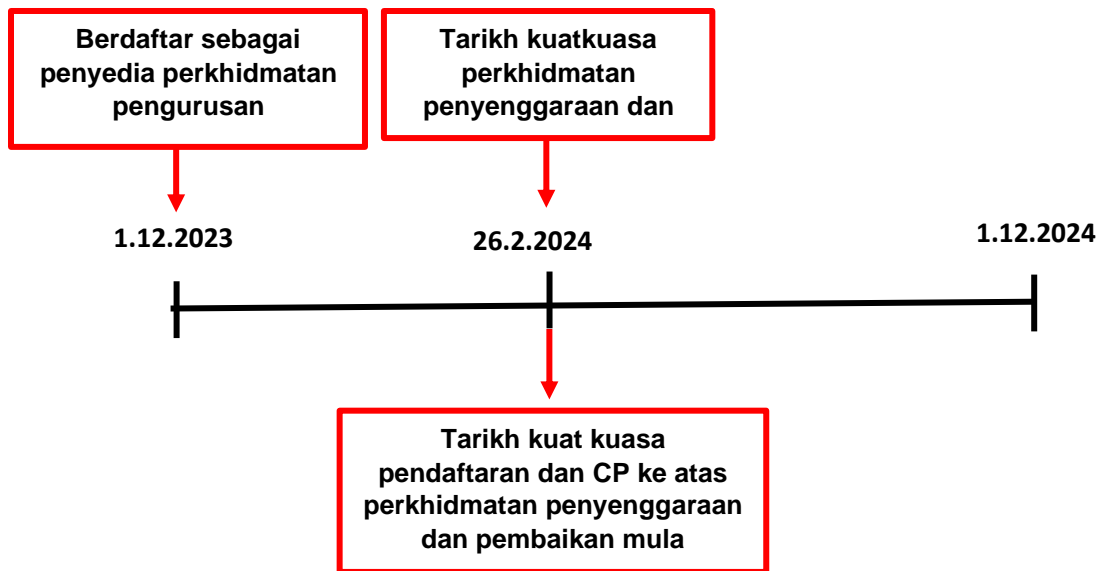 Berdaftar sebagai
penyedia perkhidmatan
pengurusan
Tarikh kuatkuasa
perkhidmatan
penyenggaraan dan
1.12.2023
26.2.2024
1.12.2024
Tarikh kuat kuasa
pendaftaran dan CP ke atas
perkhidmatan penyenggaraan
dan pembaikan mula